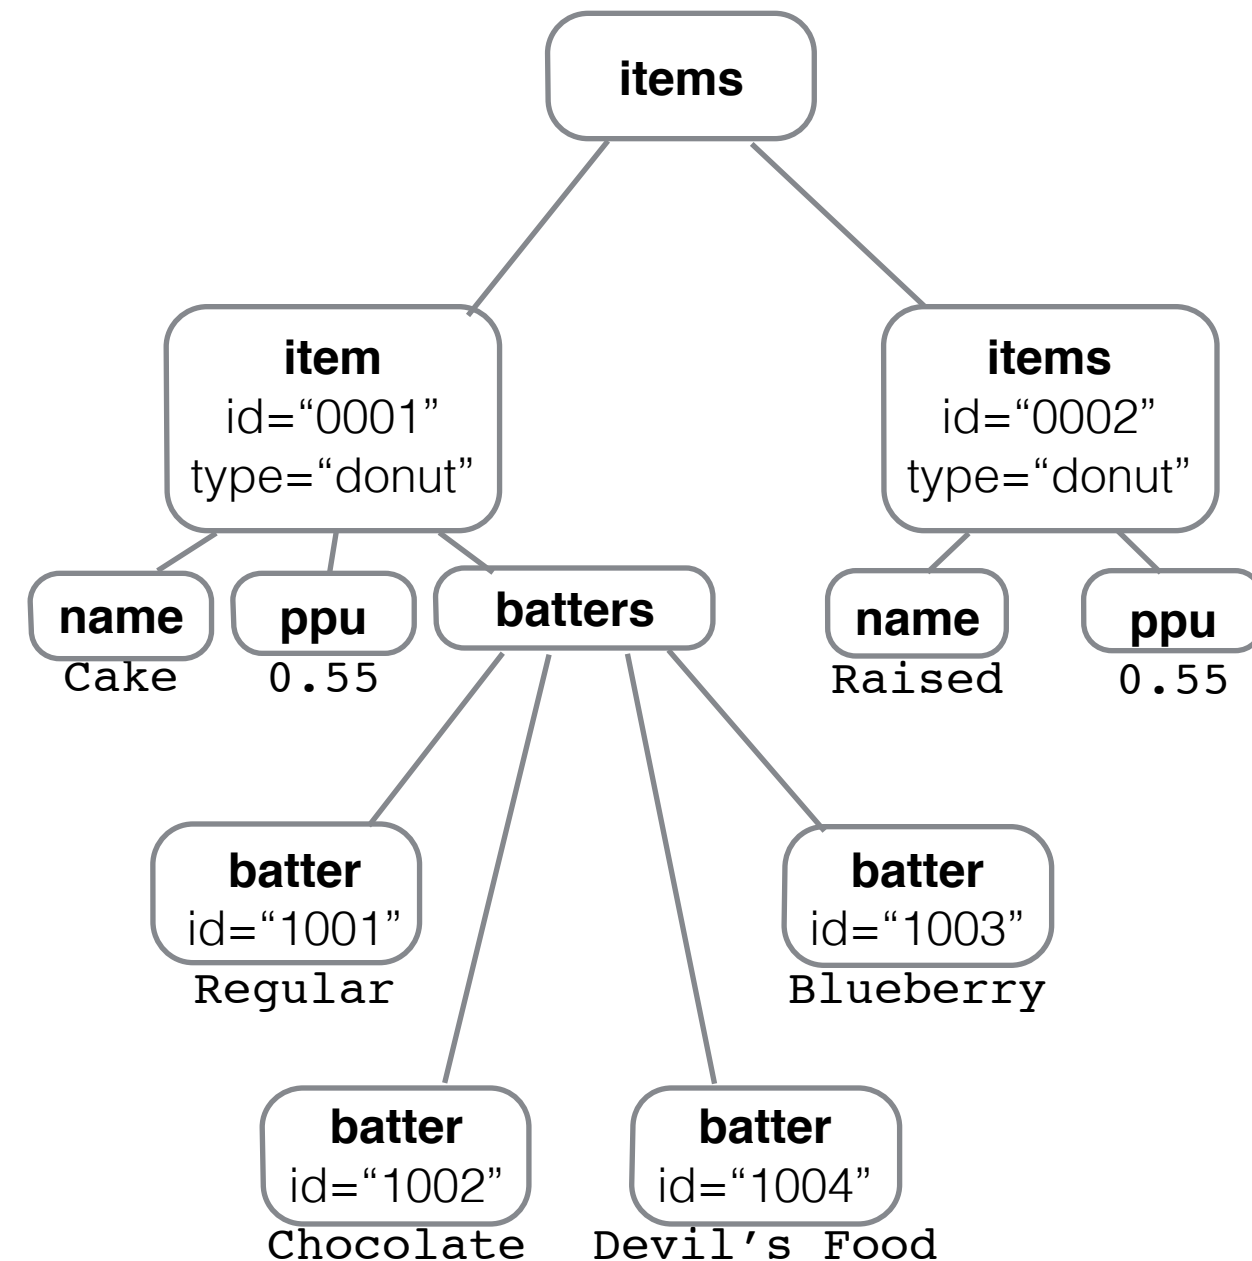 items
item
id=“0001”
type=“donut”
items
id=“0002”
type=“donut”
name
Cake
ppu
0.55
batters
name
Raised
ppu
0.55
batter
id=“1001”
Regular
batter
id=“1003”
Blueberry
batter
id=“1002”
Chocolate
batter
id=“1004”
Devil’s Food